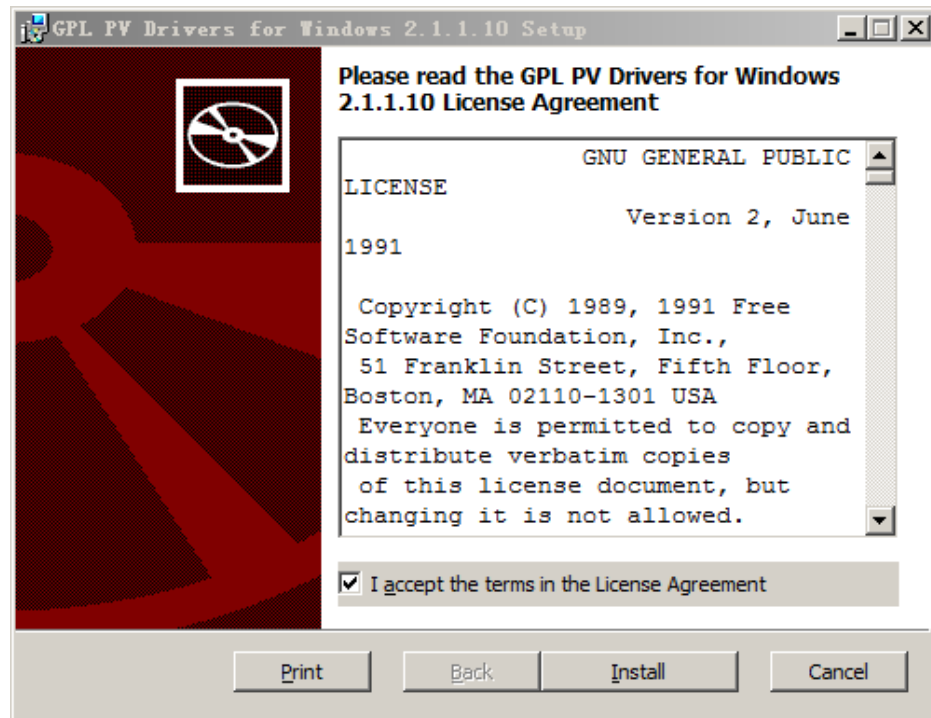 GPL PV Drivers for Windows 2.1.1.10 Setup
Please read the GPL PV Drivers for Windows
2.1.1.10 License Agreement
GNU GENERAL PUBLIC
LICENSE
Version 2, June
1991
Copyright (C) 1989, 1991 Free
Software Foundation, Inc.,
51 Franklin Street, Fifth Floor,
Boston, MA 02110-1301 USA
Everyone is permitted to copy and
distribute verbatim copies
of this license document, but
changing it is not allowed.
I accept the terms in the License Agreement
Print Back Install Cancel